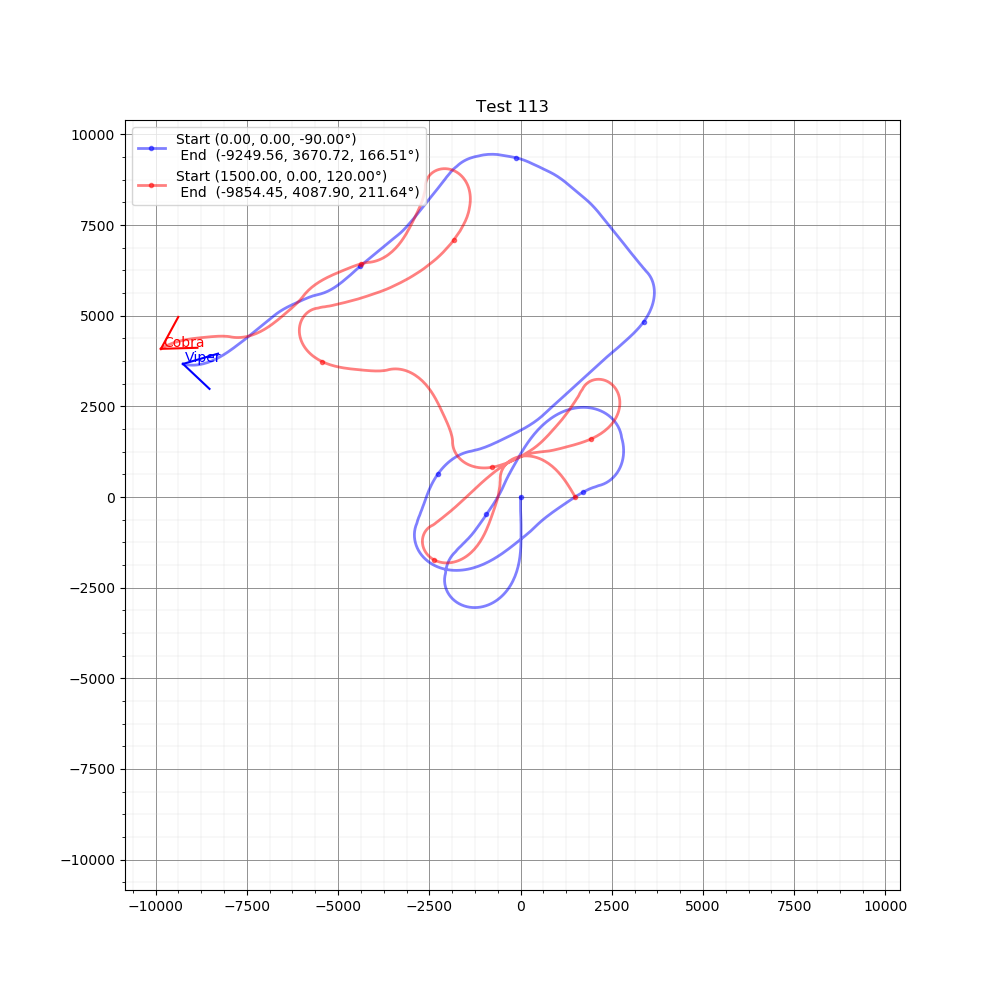 Test 113
Start (0.00, 0.00, -90.00°)
End (-9249.56, 3670.72, 166.51°)
Start (1500.00, 0.00, 120.00°)
End (-9854.45, 4087.90, 211.64°)
10000
7500
5000
2500
0
−2500
−5000
−7500
−10000
Cobra
Viper
−10000 −7500 −5000 −2500 0 2500 5000 7500 10000